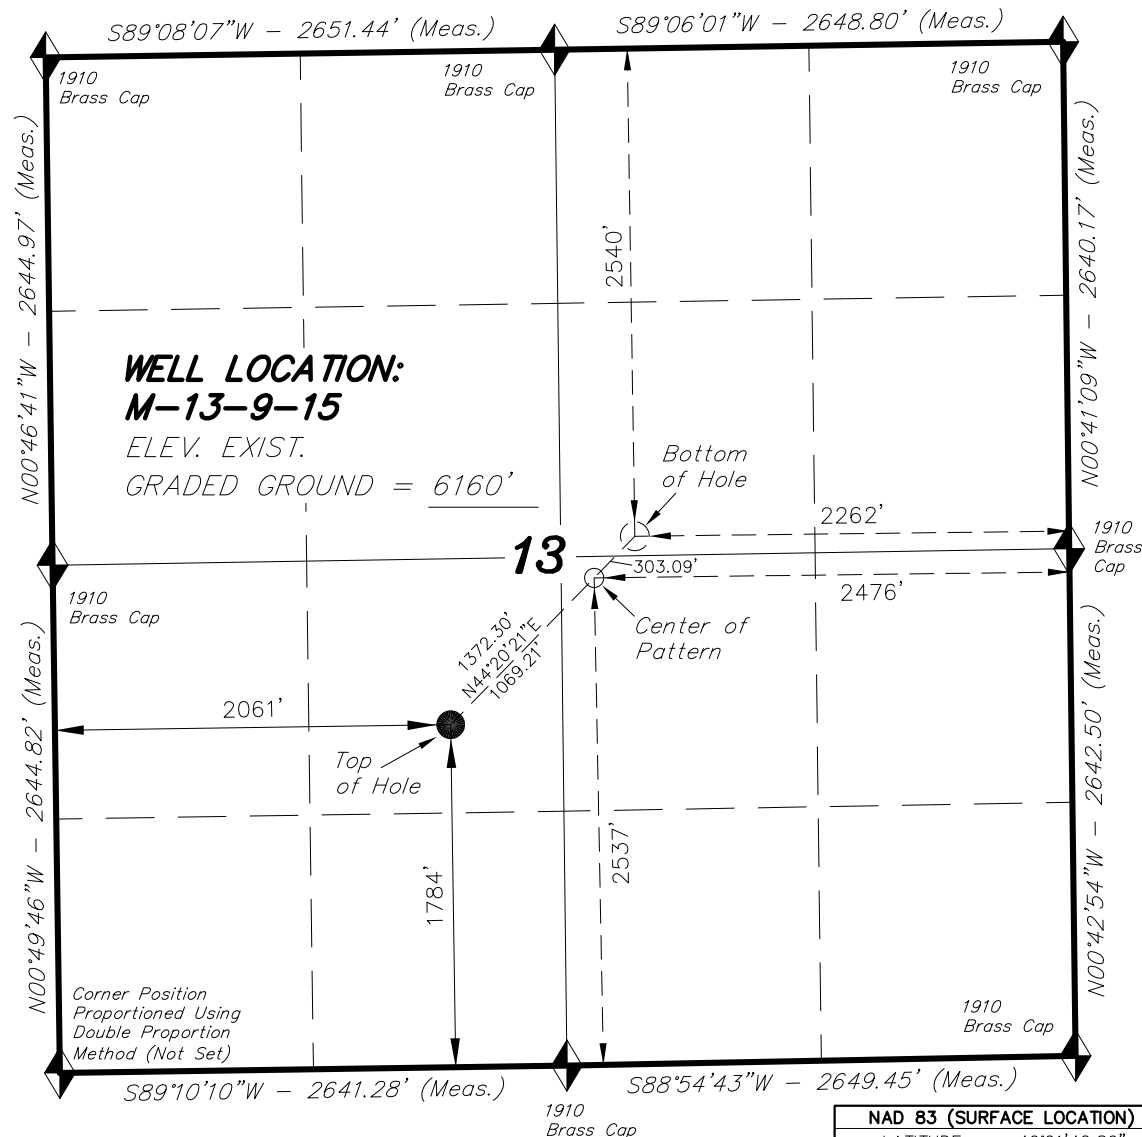 S89°08'07"W - 2651.44' (Meas.)
S89°06'01"W - 2648.80' (Meas.)
1910
Brass Cap
1910
Brass Cap
1910
Brass Cap
N00°46'41"W - 2644.97' (Meas.)
N00°41'09"W - 2640.17' (Meas.)
2540'
WELL LOCATION:
M-13-9-15
ELEV. EXIST.
GRADED GROUND = 6160'
Bottom
of Hole
2262'
13
303.09'
1910
Brass
Cap
2476'
1910
Brass Cap
Center of
Pattern
1372.30'
N44°20'21"E
1069.21'
2061'
Top
of Hole
N00°49'46"W - 2644.82' (Meas.)
N00°42'54"W - 2642.50' (Meas.)
2537'
1784'
Corner Position
Proportioned Using
Double Proportion
Method (Not Set)
1910
Brass Cap
S89°10'10"W - 2641.28' (Meas.)
S88°54'43"W - 2649.45' (Meas.)
1910
Brass Cap
NAD 83 (SURFACE LOCATION)